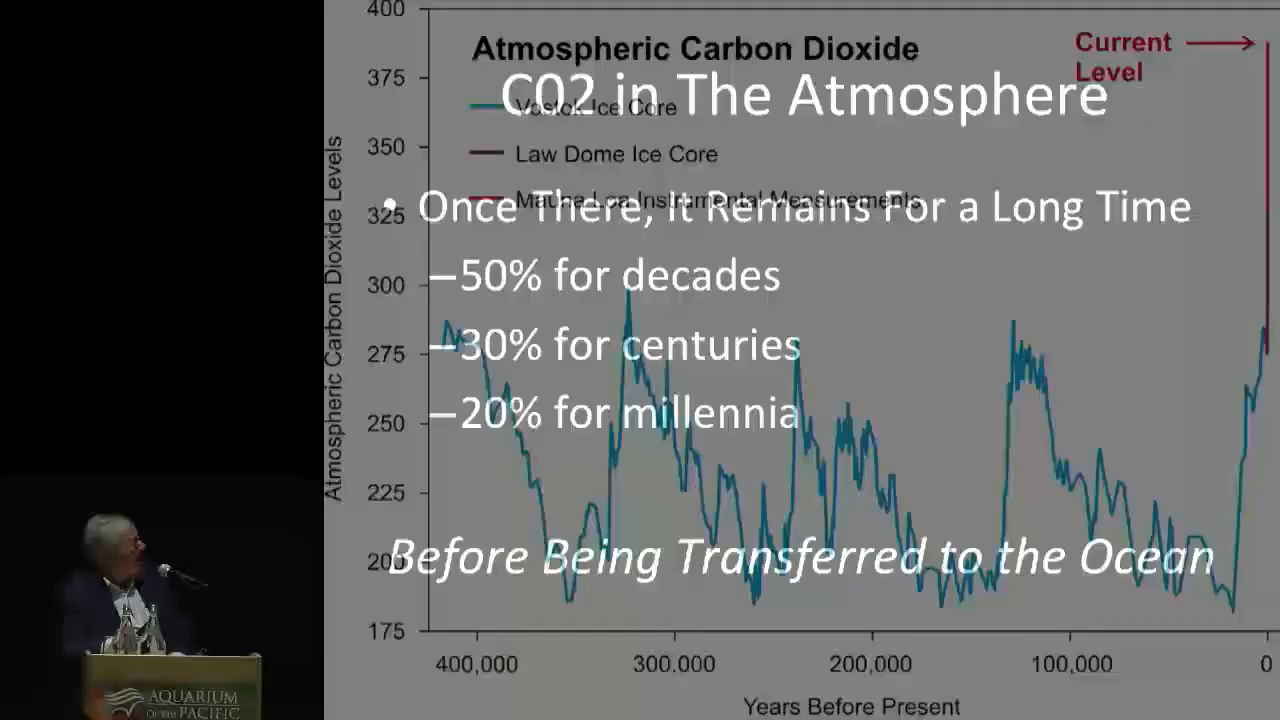 400
Atmospheric Carbon Dioxide
Current
Level
375
C02 in The Atmosphere
Vostok Ice Core
350
Law Dome Ice Core
Mauna Loa Instrumental Measurements
325
• Once There, It Remains For a Long Time
300
–50% for decades
275
–30% for centuries
250
–20% for millennia
225
200
Before Being Transferred to the Ocean
175
400,000 300.000 200,000 100,000 0
Years Before Present
Atmospheric Carbon Dioxide Levels
AQUARIUM
OF THE PACIFIC